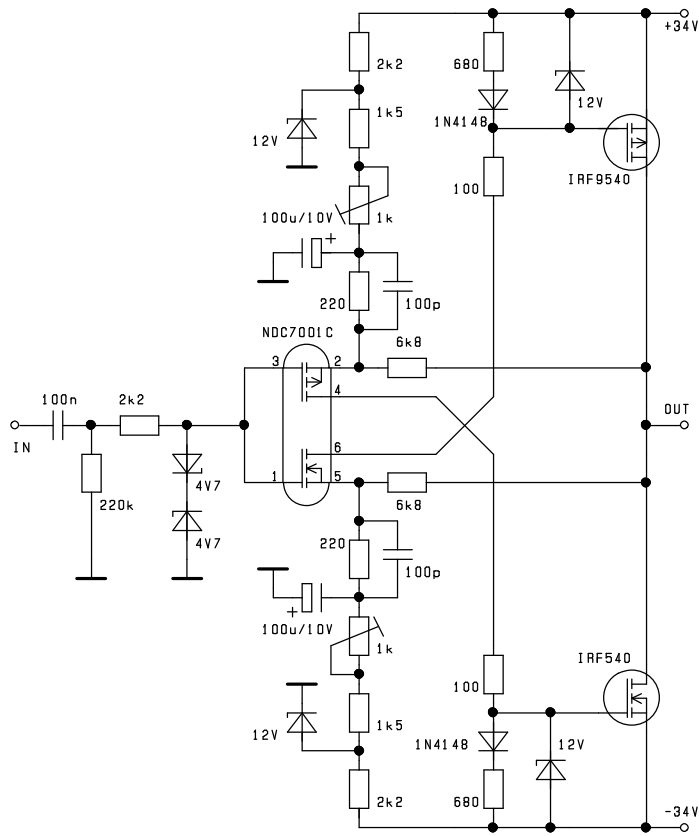 +34V
2k2
680
12V
1k5
1N4148
12V
IRF9540
100
100u/10V
1k
+
220
100p
NDC7001C
6k8
3
2
4
100n
2k2
OUT
IN
6
4V7
1
5
220k
6k8
4V7
220
100p
+
100u/10V
IRF540
1k
100
1k5
12V
1N4148
12V
2k2
680
-34V